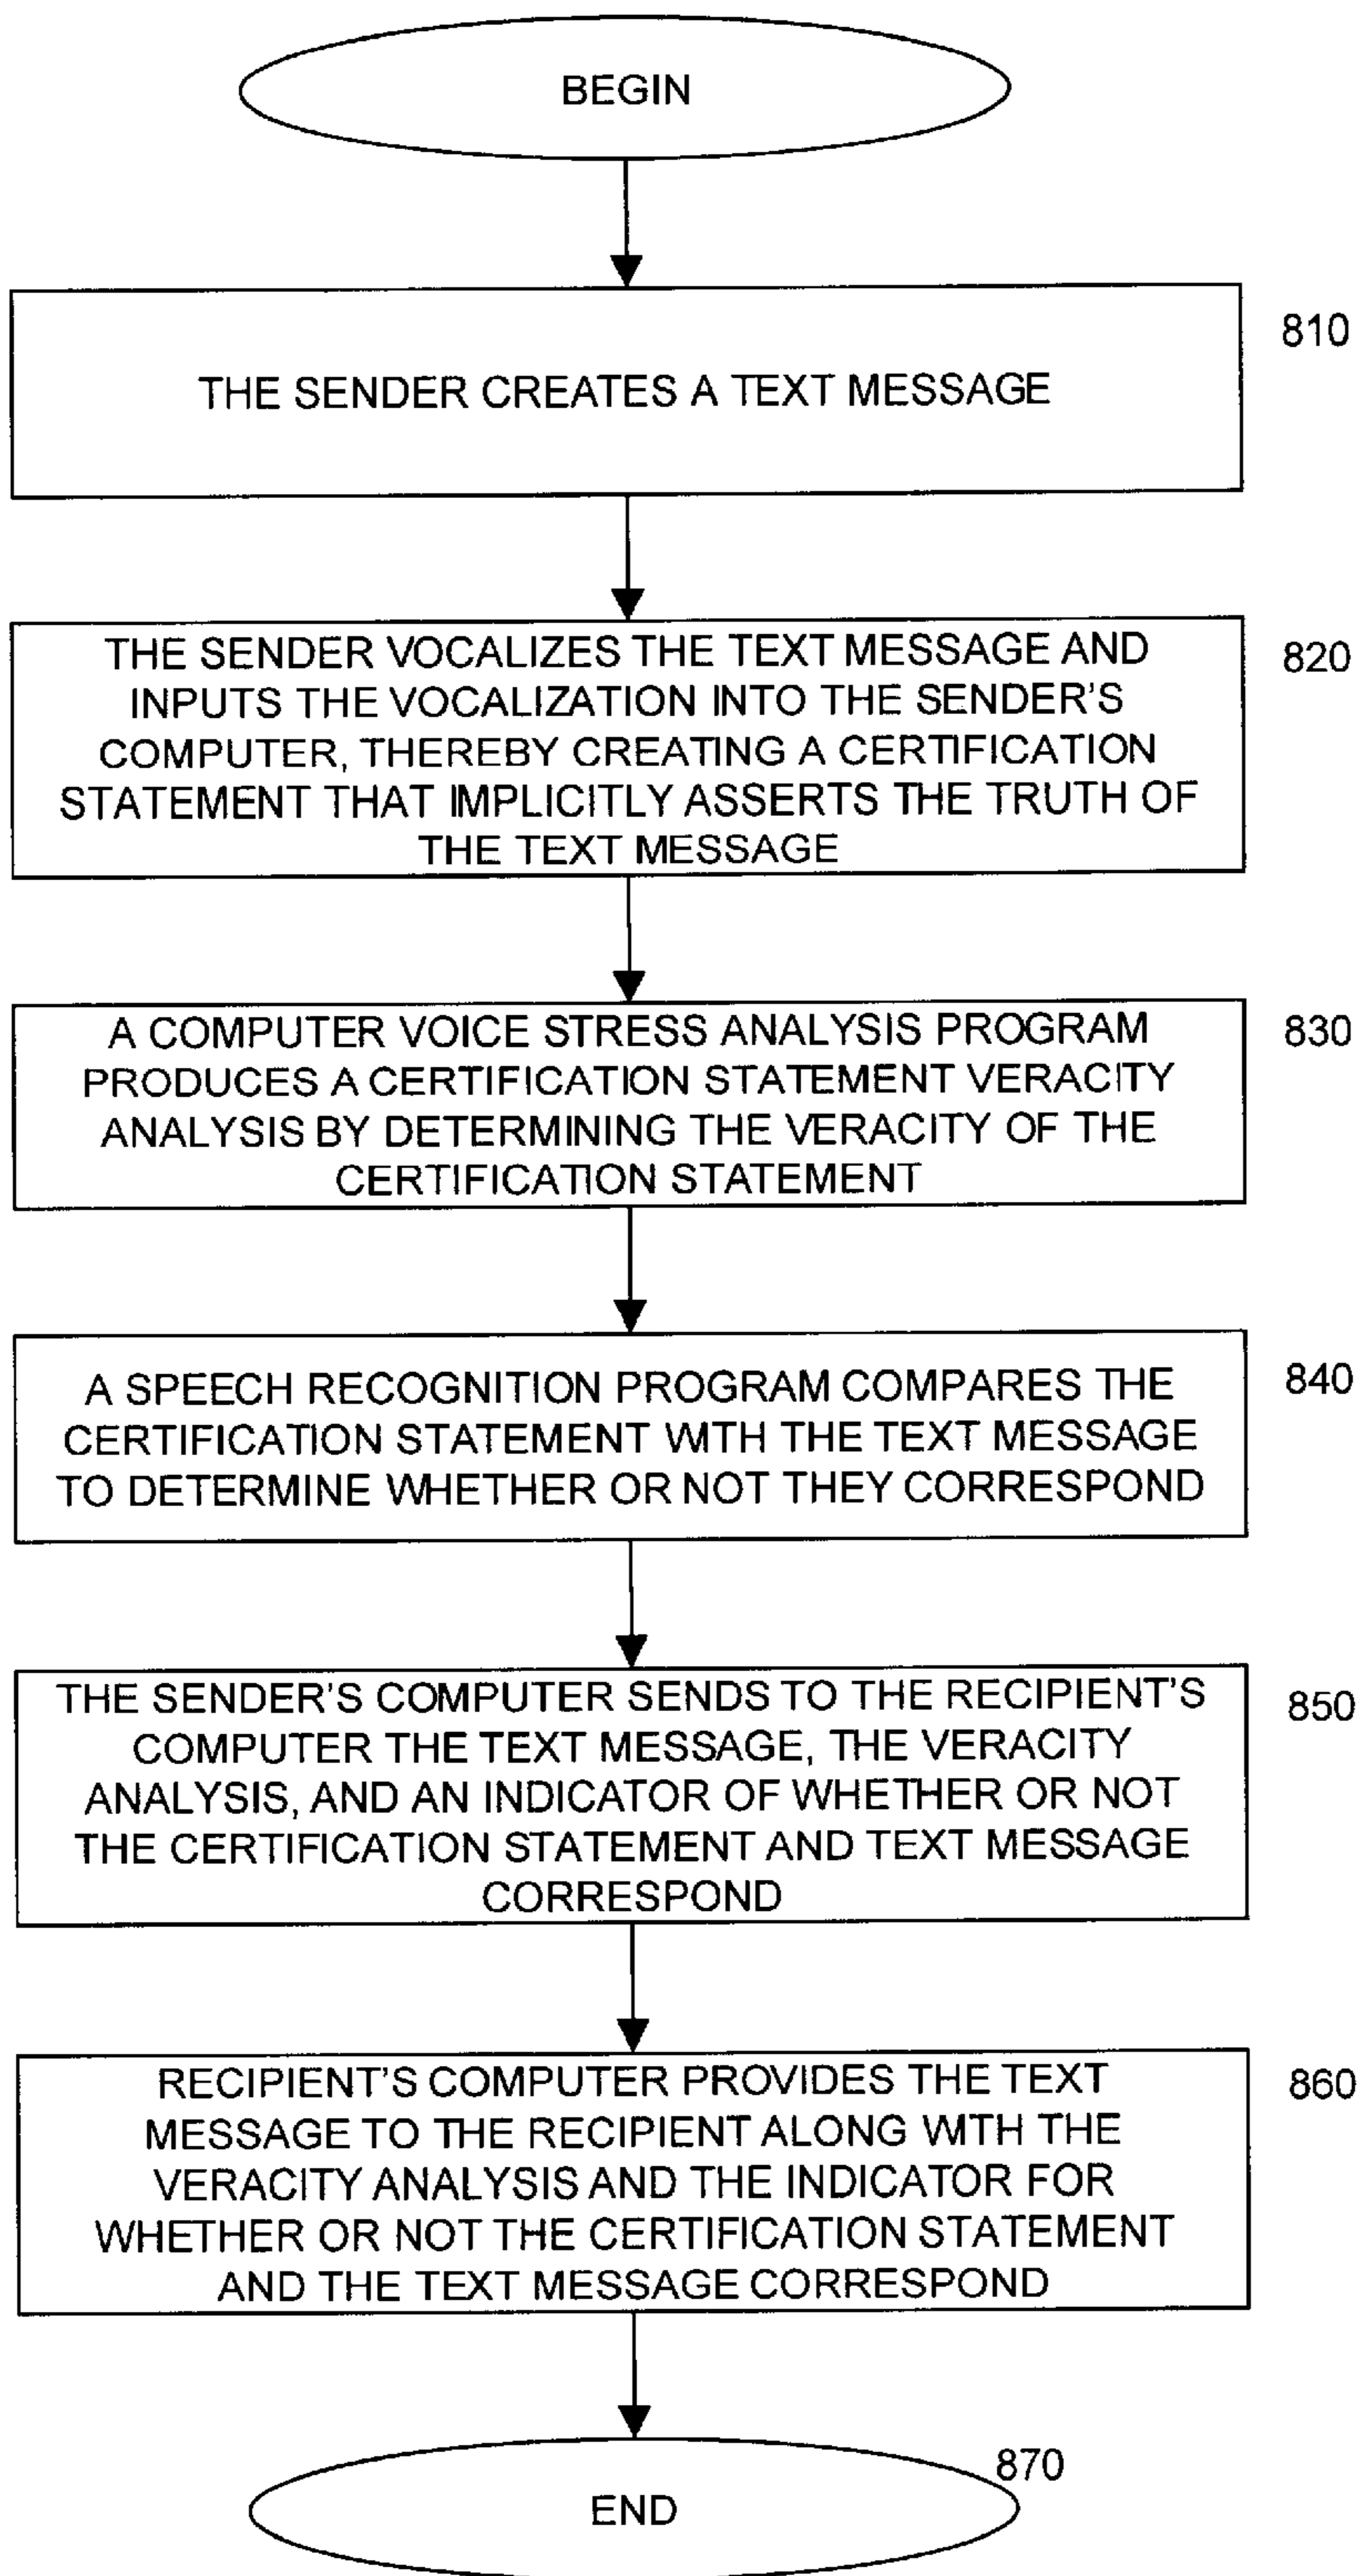 BEGIN
THE SENDER CREATES A TEXT MESSAGE
810
THE SENDER VOCALIZES THE TEXT MESSAGE AND
INPUTS THE VOCALIZATION INTO THE SENDER'S
COMPUTER, THEREBY CREATING A CERTIFICATION
STATEMENT THAT IMPLICITLY ASSERTS THE TRUTH OF
THE TEXT MESSAGE
820
A COMPUTER VOICE STRESS ANALYSIS PROGRAM
PRODUCES A CERTIFICATION STATEMENT VERACITY
ANALYSIS BY DETERMINING THE VERACITY OF THE
CERTIFICATION STATEMENT
830
A SPEECH RECOGNITION PROGRAM COMPARES THE
CERTIFICATION STATEMENT WITH THE TEXT MESSAGE
TO DETERMINE WHETHER OR NOT THEY CORRESPOND
840
THE SENDER'S COMPUTER SENDS TO THE RECIPIENT'S
COMPUTER THE TEXT MESSAGE, THE VERACITY
ANALYSIS, AND AN INDICATOR OF WHETHER OR NOT
THE CERTIFICATION STATEMENT AND TEXT MESSAGE
CORRESPOND
850
RECIPIENT'S COMPUTER PROVIDES THE TEXT
MESSAGE TO THE RECIPIENT ALONG WITH THE
VERACITY ANALYSIS AND THE INDICATOR FOR
WHETHER OR NOT THE CERTIFICATION STATEMENT
AND THE TEXT MESSAGE CORRESPOND
860
870
END